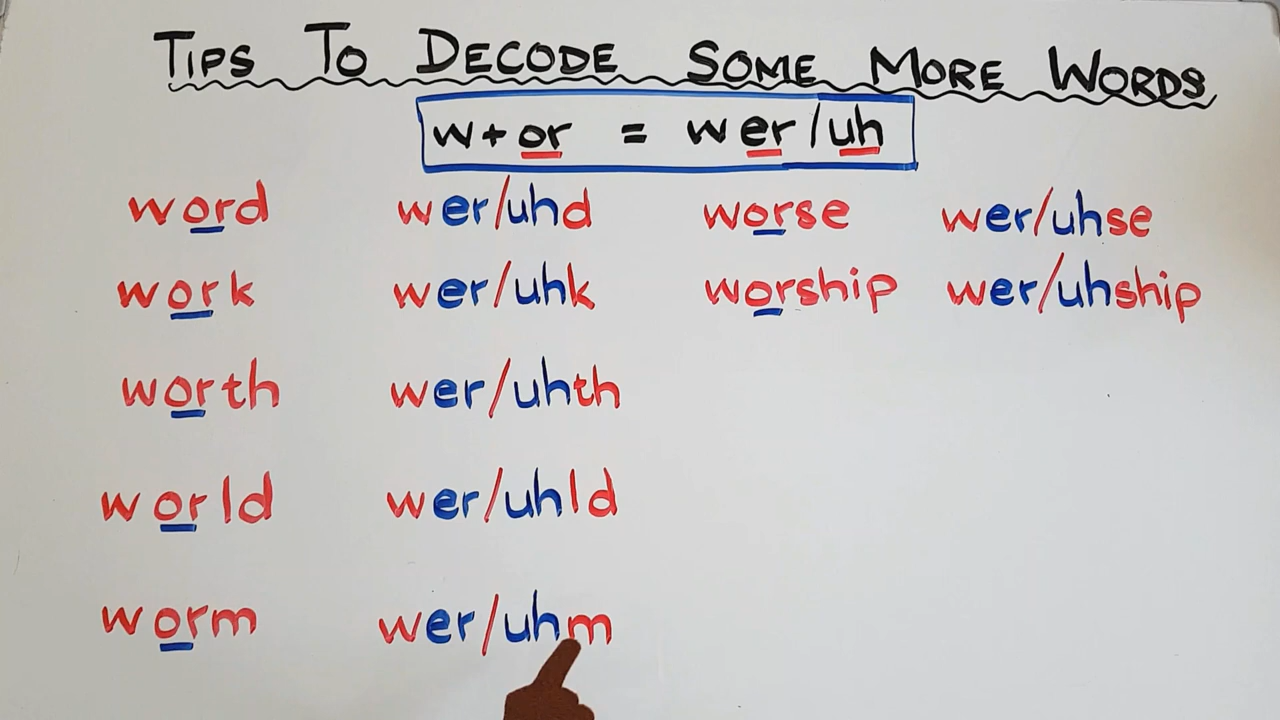 TIPS TO DECODE SOME MORE WORDS
w+or = wer/uh
word wer/uhd worse wer/uhse
work wer/uhk worship wer/uhship
worth wer/uhth
world wer/uhld
worm wer/uhm